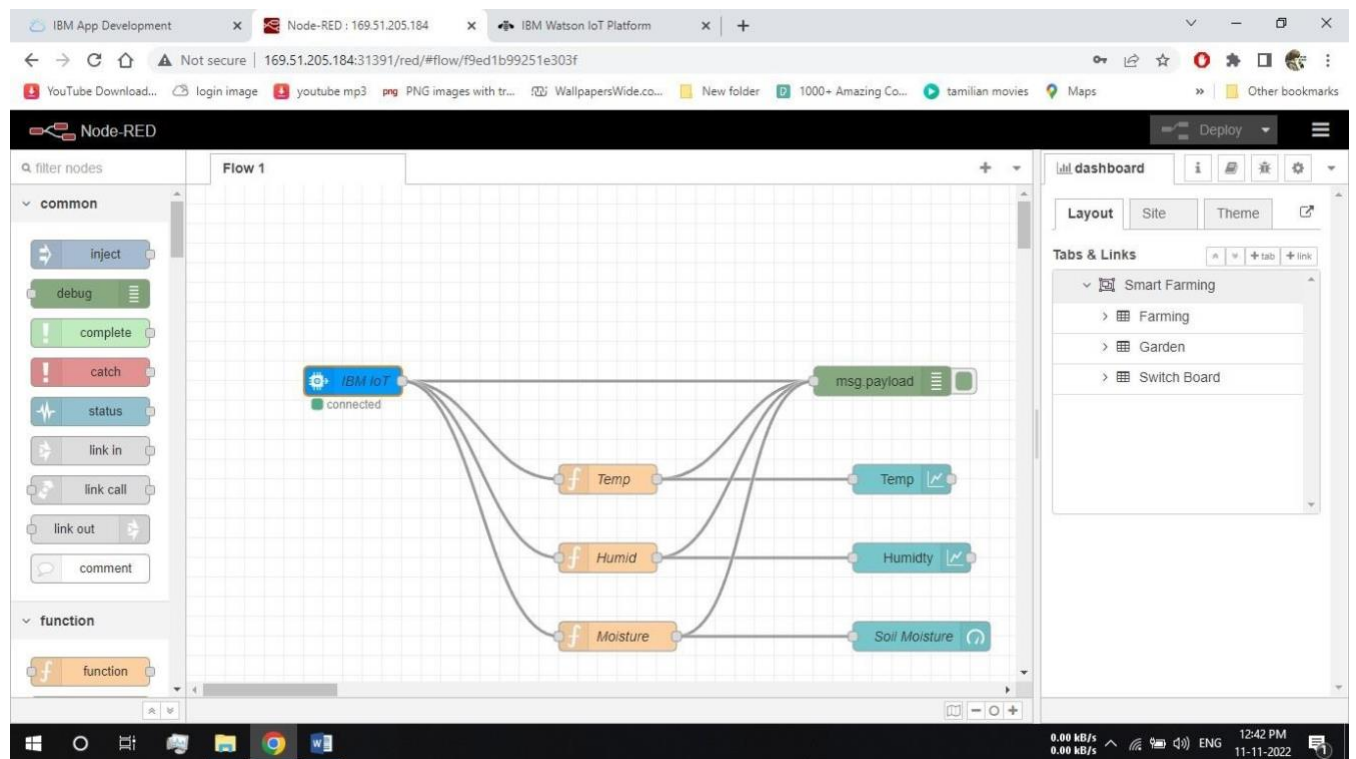 IBM App Development
Node-RED : 169.51.205.184
IBM Watson IoT Platform
Not secure
169.51.205.184:31391/red/#flow/f9ed1b99251e303f
YouTube Download...
login image
youtube mp3
png PNG images with tr...
WallpapersWide.co...
New folder
1000+ Amazing Co...
tamilian movies
Maps
»
Other bookmarks
Node-RED
Deploy
filter nodes
Flow 1
dashboard
common
Layout
Site
Theme
inject
Tabs & Links
+ tab
+ link
debug
Smart Farming
complete
Farming
Garden
catch
Switch Board
IBM IoT
msg.payload
connected
status
link in
Temp
Temp
link call
link out
Humid
Humidty
comment
function
Moisture
Soil Moisture
function
0.00 kB/s
0.00 kB/s
ENG
12:42 PM
11-11-2022
1